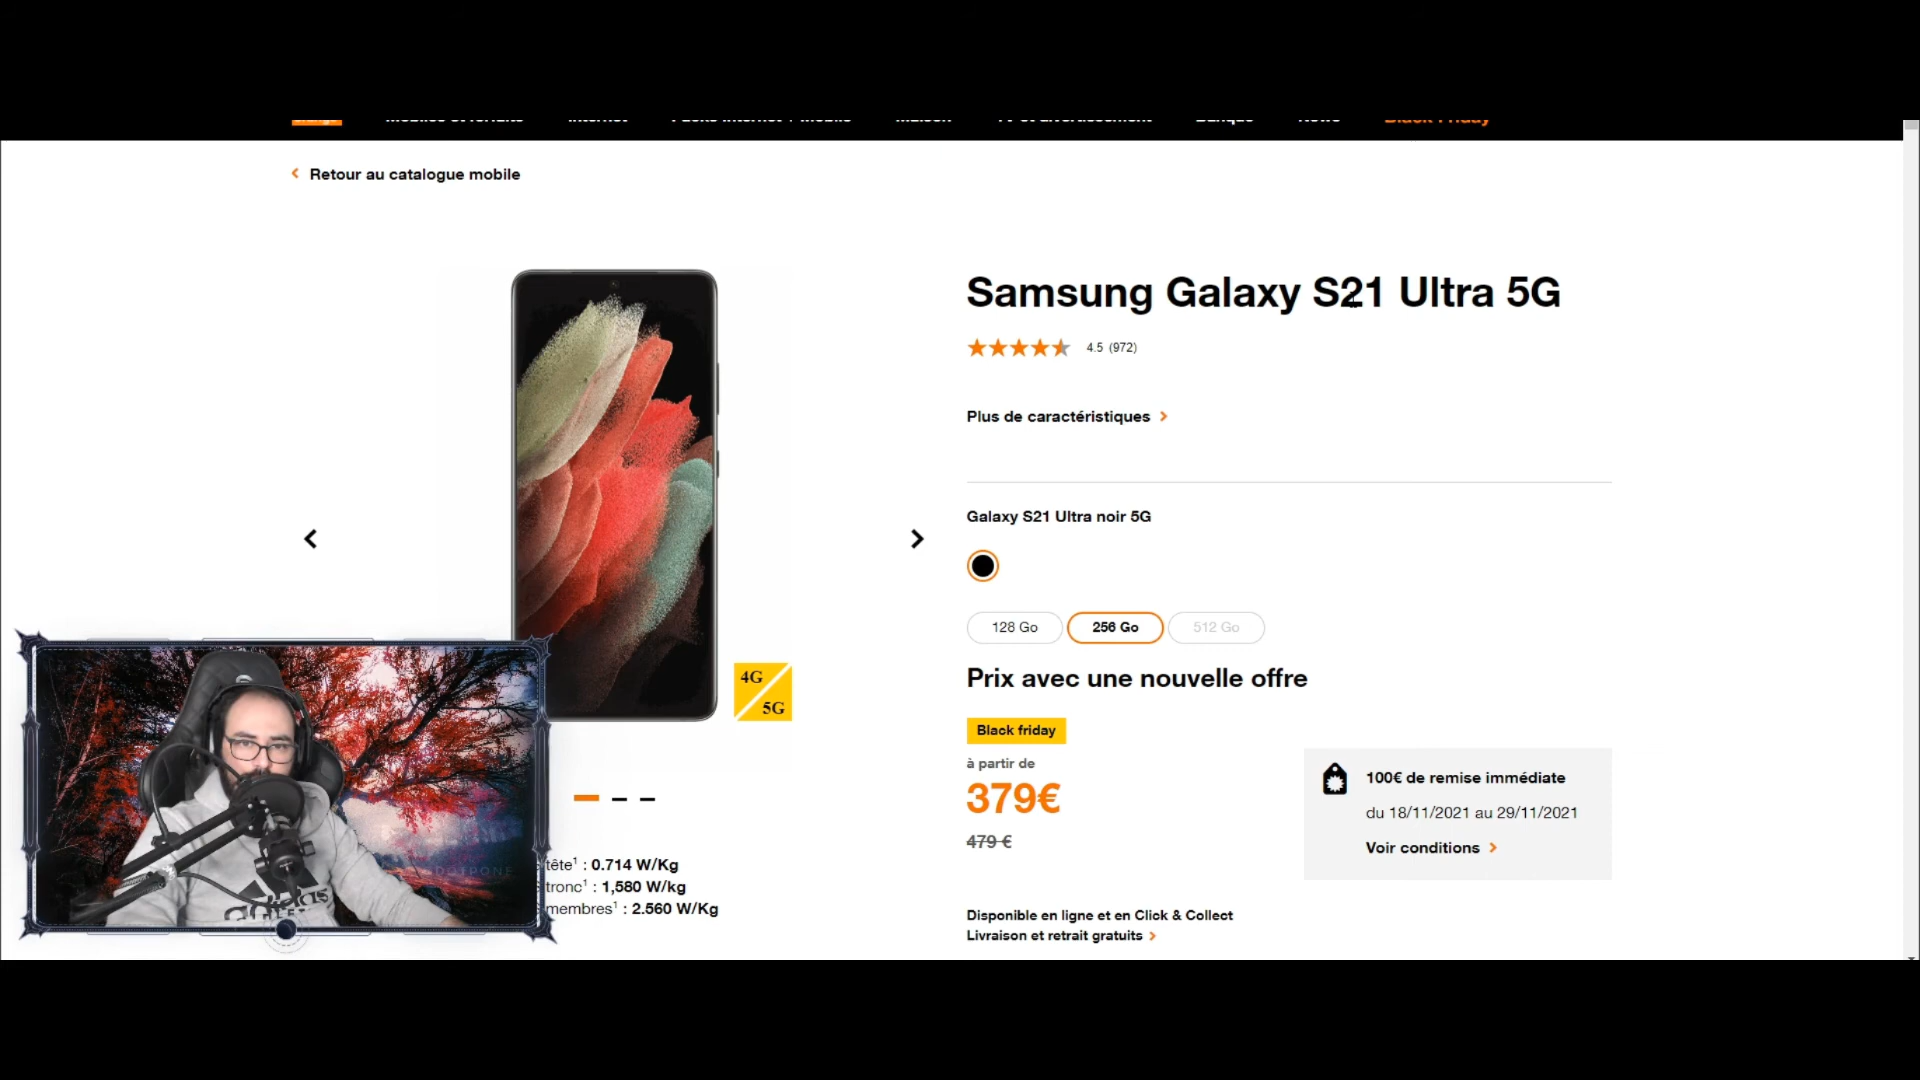 Black Friday
Retour au catalogue mobile
Samsung Galaxy S21 Ultra 5G
4.5 (972)
Plus de caractéristiques
Galaxy S21 Ultra noir 5G
128 Go
256 Go
512 Go
4G
5G
Prix avec une nouvelle offre
Black friday
à partir de
379€
479 €
100€ de remise immédiate
du 18/11/2021 au 29/11/2021
Voir conditions
tête¹ : 0.714 W/Kg
tronc¹ : 1,580 W/kg
membres¹ : 2.560 W/Kg
Disponible en ligne et en Click & Collect
Livraison et retrait gratuits
adidas